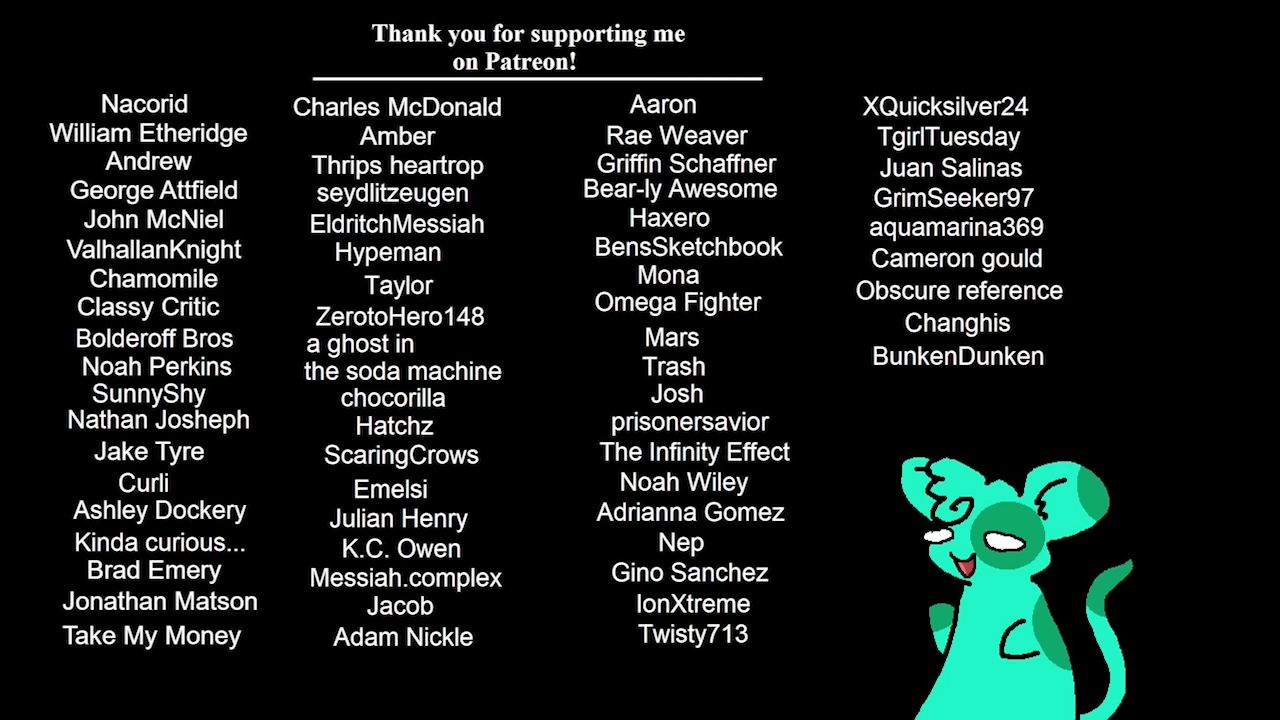 Thank you for supporting me
on Patreon!
Nacorid
William Etheridge
Andrew
George Attfield
John McNiel
ValhallanKnight
Chamomile
Classy Critic
Bolderoff Bros
Noah Perkins
SunnyShy
Nathan Josheph
Jake Tyre
Curli
Ashley Dockery
Kinda curious...
Brad Emery
Jonathan Matson
Take My Money
Charles McDonald
Amber
Thrips heartrop
seydlitzeugen
EldritchMessiah
Hypeman
Taylor
ZerotoHero148
a ghost in
the soda machine
chocorilla
Hatchz
ScaringCrows
Emelsi
Julian Henry
K.C. Owen
Messiah.complex
Jacob
Adam Nickle
Aaron
Rae Weaver
Griffin Schaffner
Bear-ly Awesome
Haxero
BensSketchbook
Mona
Omega Fighter
Mars
Trash
Josh
prisonersavior
The Infinity Effect
Noah Wiley
Adrianna Gomez
Nep
Gino Sanchez
IonXtreme
Twisty713
XQuicksilver24
TgirlTuesday
Juan Salinas
GrimSeeker97
aquamarina369
Cameron gould
Obscure reference
Changhis
BunkenDunken